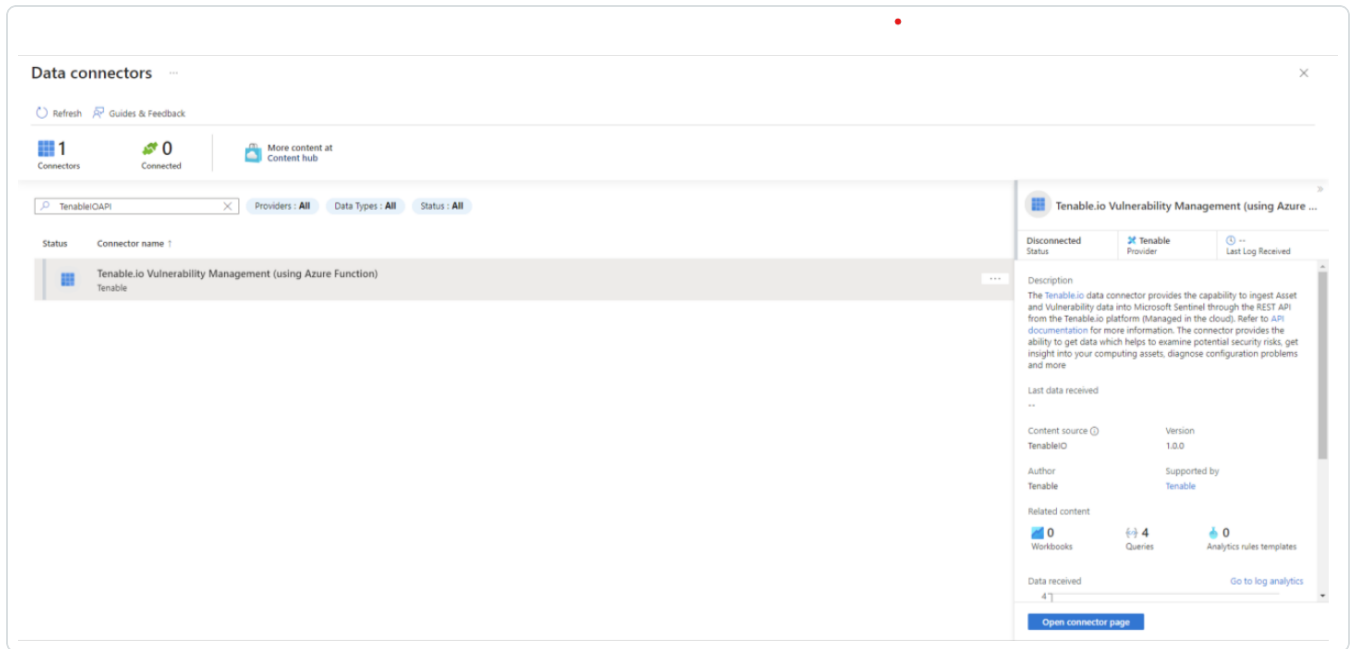 Data connectors ...
Refresh Guides & Feedback
1 Connectors
0 Connected
More content at
Content hub
TenableIOAPI
Providers : All
Data Types : All
Status : All
Status Connector name ↑
Tenable.io Vulnerability Management (using Azure Function)
Tenable
...
Tenable.io Vulnerability Management (using Azure ...
Disconnected
Status
Tenable
Provider
--
Last Log Received
Description
The Tenable.io data connector provides the capability to ingest Asset
and Vulnerability data into Microsoft Sentinel through the REST API
from the Tenable.io platform (Managed in the cloud). Refer to API
documentation for more information. The connector provides the
ability to get data which helps to examine potential security risks, get
insight into your computing assets, diagnose configuration problems
and more
Last data received
--
Content source Version
TenableIO 1.0.0
Author Supported by
Tenable Tenable
Related content
0 Workbooks
4 Queries
0 Analytics rules templates
Data received Go to log analytics
4
Open connector page